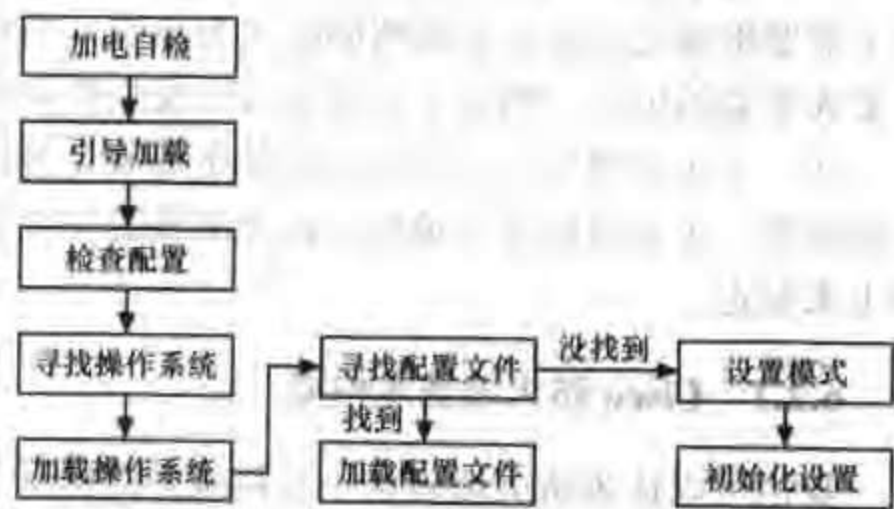 加电自检
引导加载
检查配置
寻找操作系统
加载操作系统
寻找配置文件
没找到
设置模式
找到
加载配置文件
初始化设置